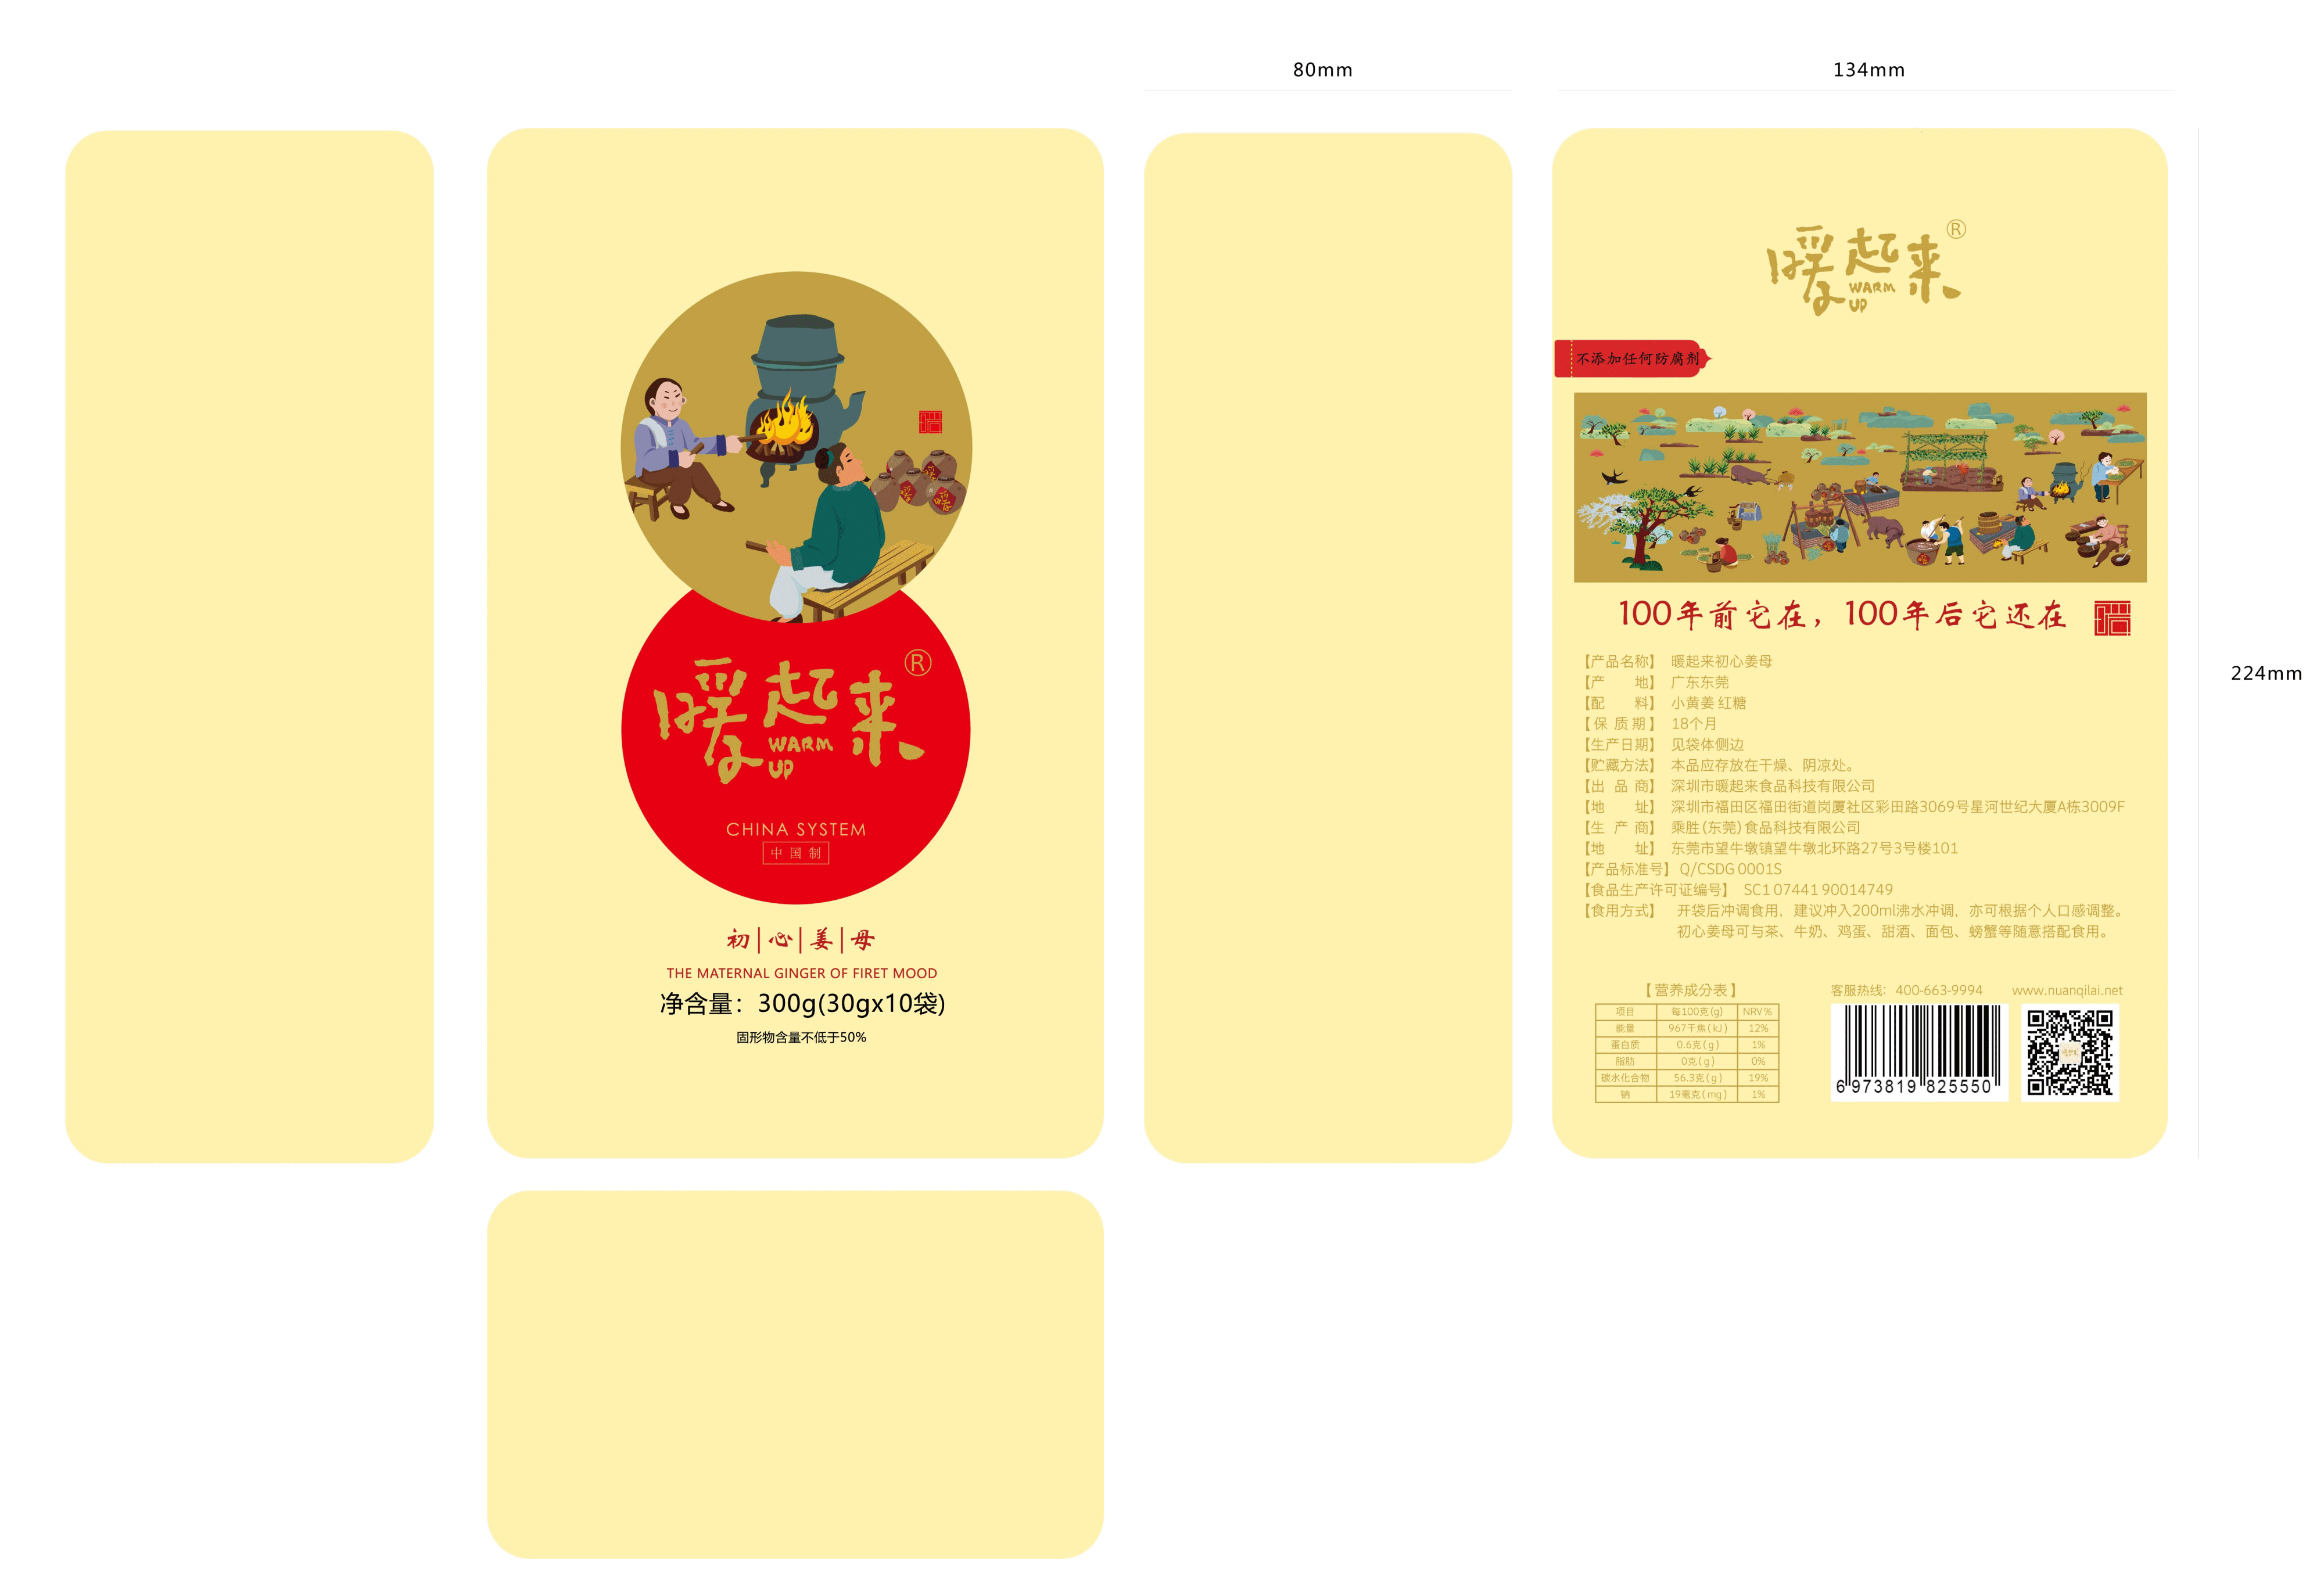 80mm
134mm
224mm
暖起来®
WARM
UP
CHINA SYSTEM
中国制
初|心|姜|母
THE MATERNAL GINGER OF FIRET MOOD
净含量：300g(30gx10袋)
固形物含量不低于50%
暖起来®
WARM
UP
不添加任何防腐剂
100年前它在，100年后它还在
【产品名称】 暖起来初心姜母
【产 地】 广东东莞
【配 料】 小黄姜 红糖
【保 质 期】 18个月
【生产日期】 见袋体侧边
【贮藏方法】 本品应存放在干燥、阴凉处。
【出 品 商】 深圳市暖起来食品科技有限公司
【地 址】 深圳市福田区福田街道岗厦社区彩田路3069号星河世纪大厦A栋3009F
【生 产 商】 乘胜(东莞)食品科技有限公司
【地 址】 东莞市望牛墩镇望牛墩北环路27号3号楼101
【产品标准号】 Q/CSDG 0001S
【食品生产许可证编号】 SC1 07441 90014749
【食用方式】 开袋后冲调食用，建议冲入200ml沸水冲调，亦可根据个人口感调整。
初心姜母可与茶、牛奶、鸡蛋、甜酒、面包、螃蟹等随意搭配食用。
【营养成分表】
项目 每100克(g) NRV%
能量 967千焦(kJ) 12%
蛋白质 0.6克(g) 1%
脂肪 0克(g) 0%
碳水化合物 56.3克(g) 19%
钠 19毫克(mg) 1%
客服热线：400-663-9994 www.nuanqilai.net
6 973819 825550